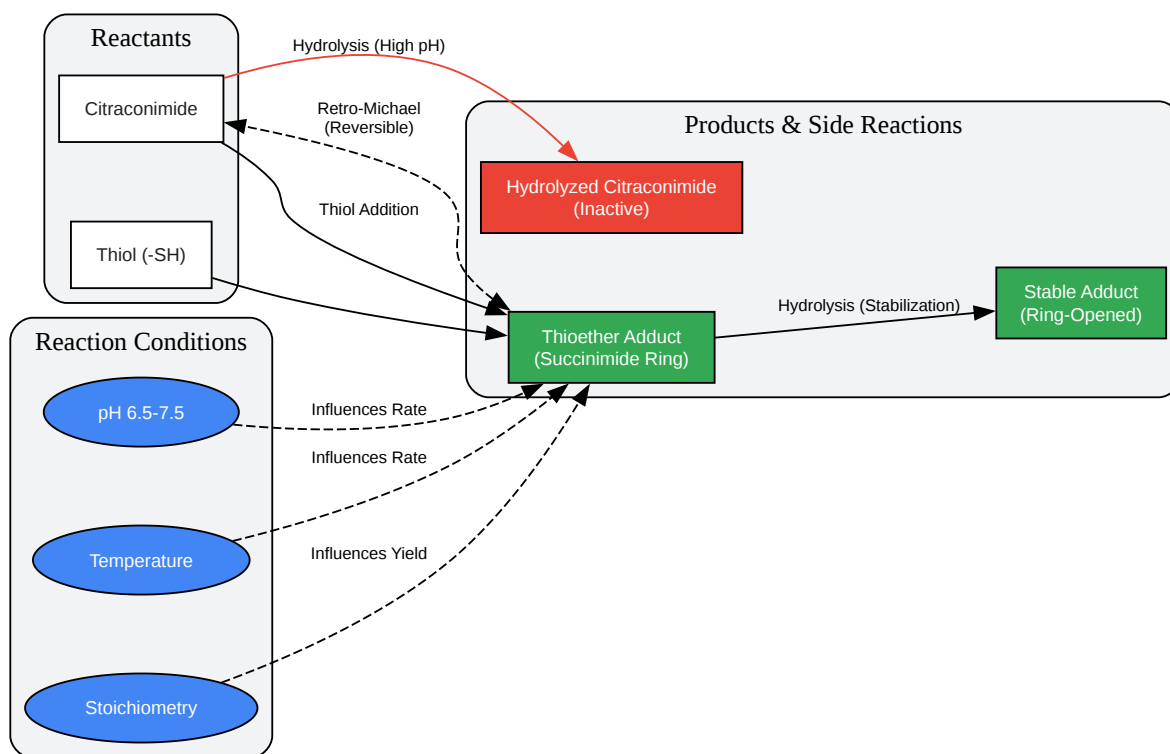 Reactants
Citraconimide
Thiol (-SH)
Hydrolysis (High pH)
Retro-Michael
(Reversible)
Thiol Addition
Products & Side Reactions
Hydrolyzed Citraconimide
(Inactive)
Thioether Adduct
(Succinimide Ring)
Hydrolysis (Stabilization)
Stable Adduct
(Ring-Opened)
Reaction Conditions
pH 6.5-7.5
Influences Rate
Temperature
Influences Rate
Stoichiometry
Influences Yield